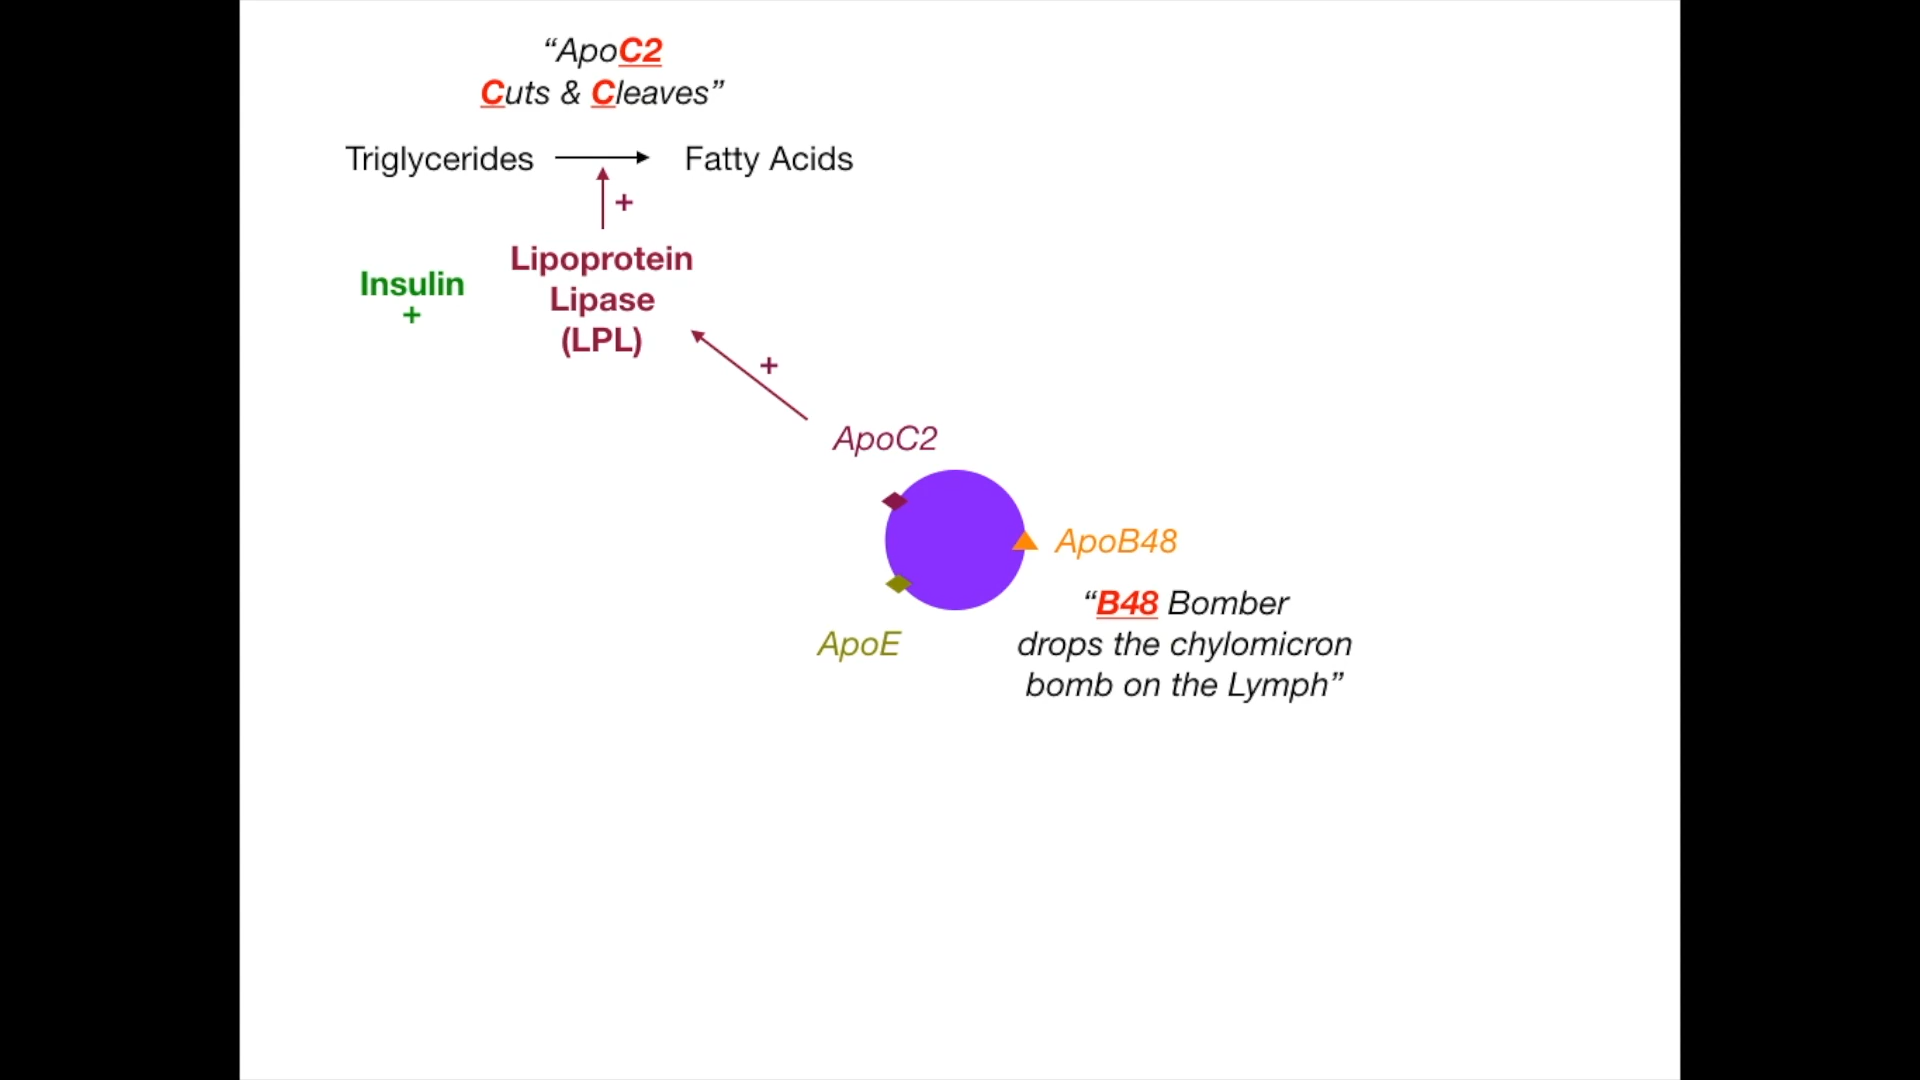 “ApoC2
Cuts & Cleaves”
Triglycerides
Fatty Acids
+
Lipoprotein
Lipase
(LPL)
Insulin
+
+
ApoC2
ApoB48
“B48 Bomber
drops the chylomicron
bomb on the Lymph”
ApoE